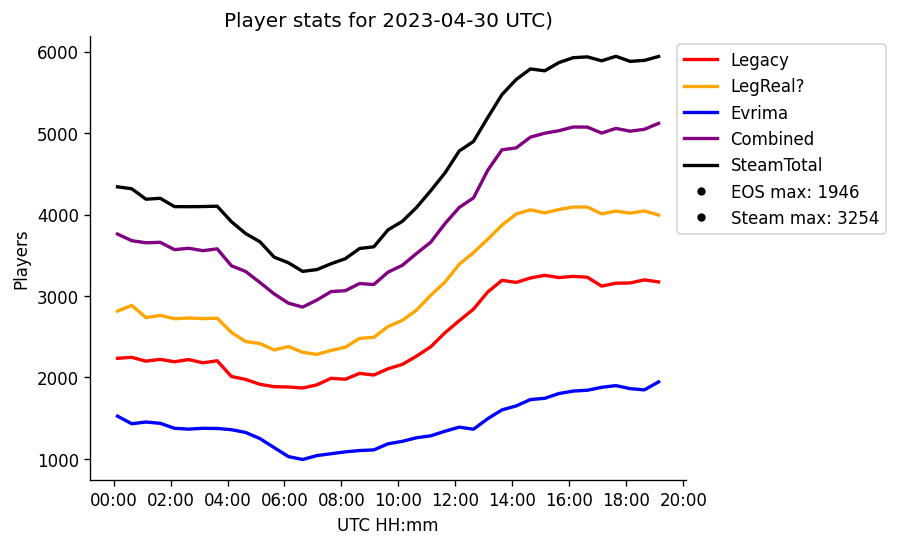 Player stats for 2023-04-30 UTC)
6000
5000
4000
3000
2000
1000
Players
00:00 02:00 04:00 06:00 08:00 10:00 12:00 14:00 16:00 18:00 20:00
UTC HH:mm
Legacy
LegReal?
Evrima
Combined
SteamTotal
EOS max: 1946
Steam max: 3254